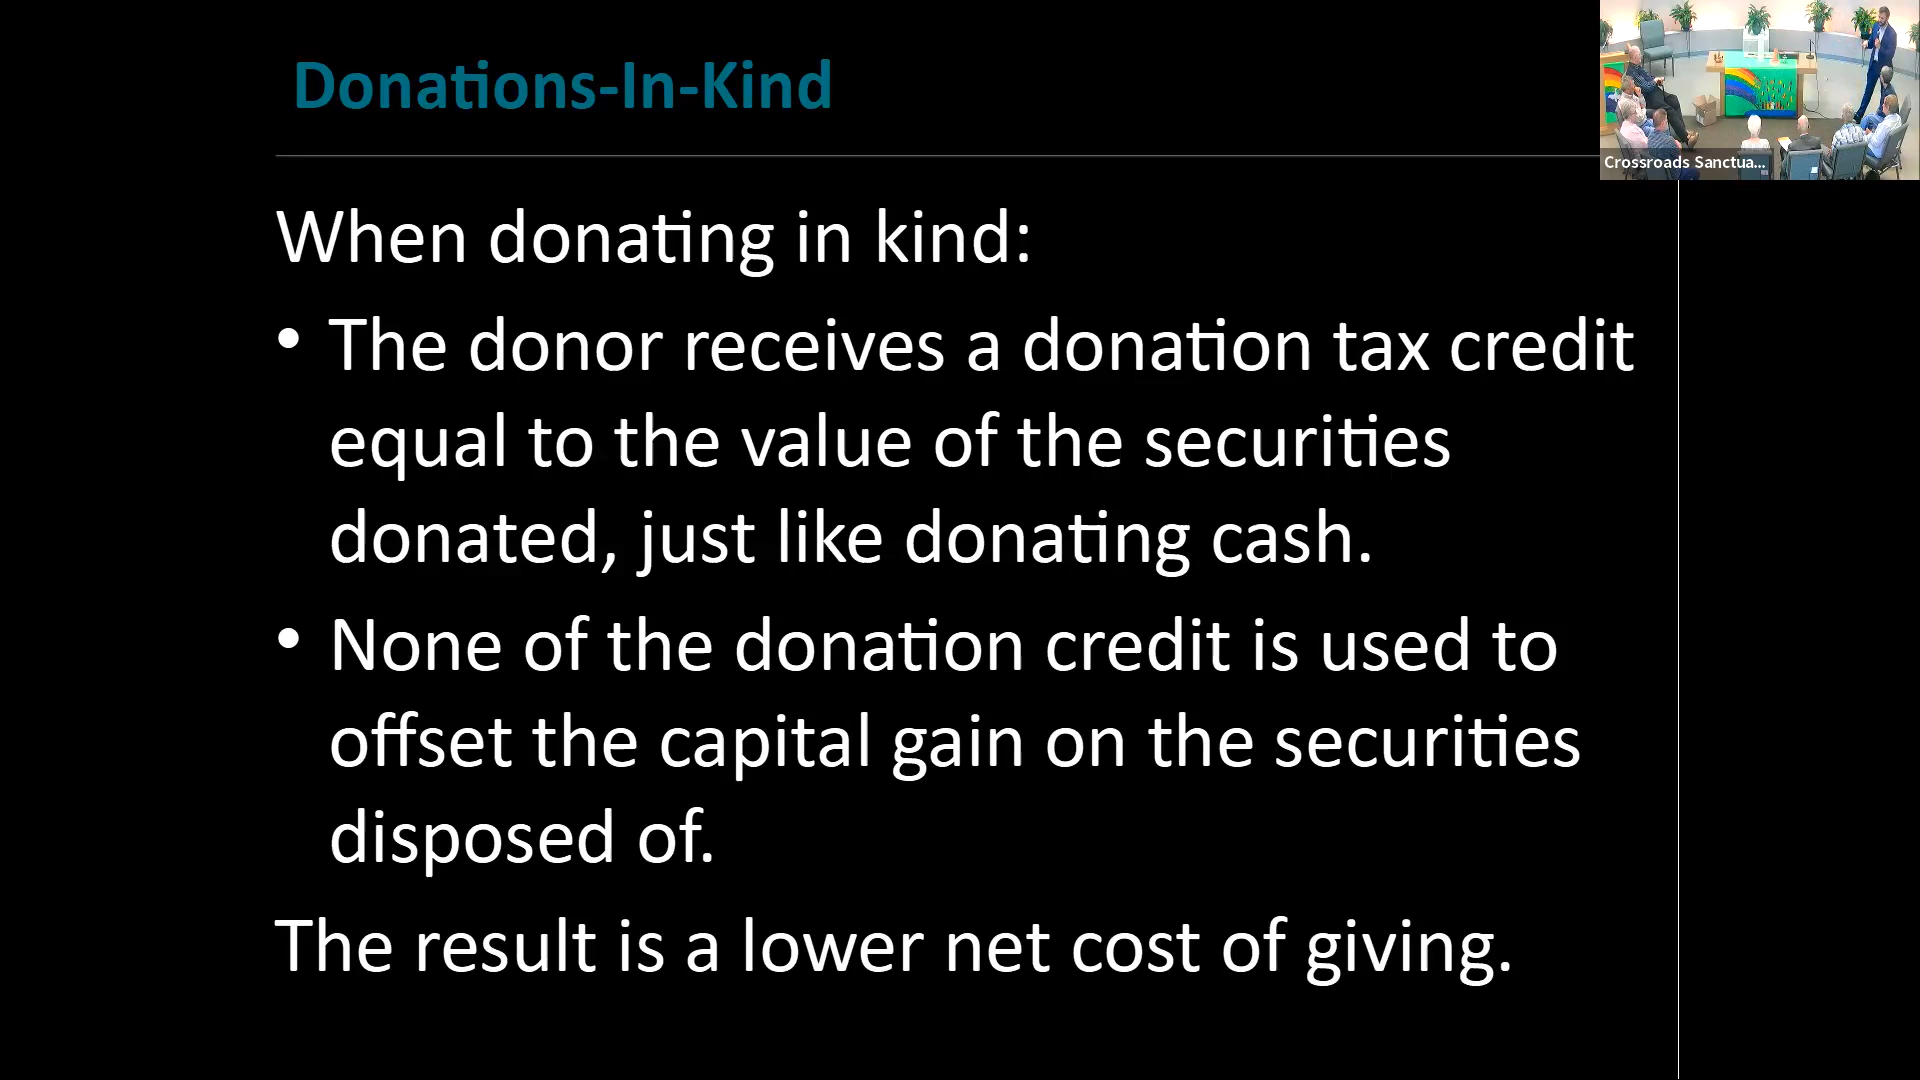 Donations-In-Kind
Crossroads Sanctua...
When donating in kind:
• The donor receives a donation tax credit
equal to the value of the securities
donated, just like donating cash.
• None of the donation credit is used to
offset the capital gain on the securities
disposed of.
The result is a lower net cost of giving.